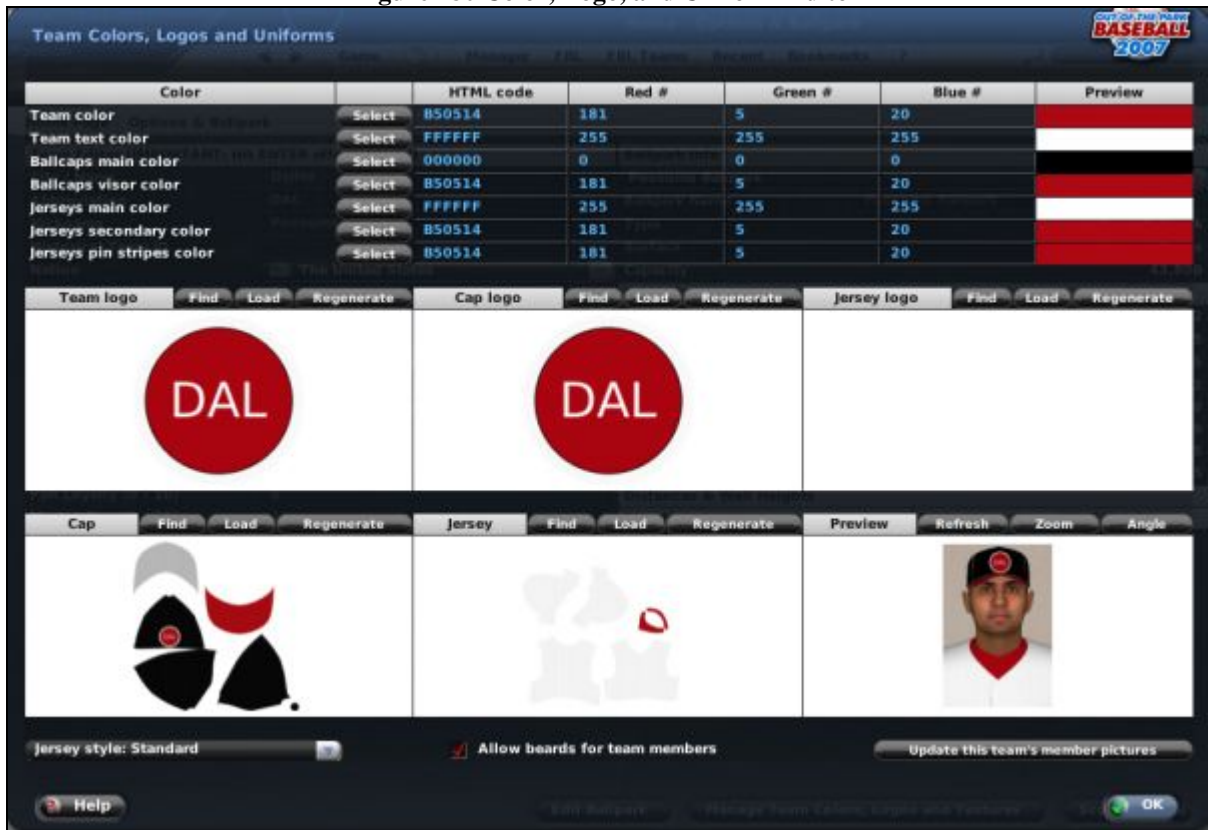 Team Colors, Logos and Uniforms
OUT OF THE PARK
BASEBALL
2007
Color HTML code Red # Green # Blue # Preview
Team color Select B50514 181 5 20
Team text color Select FFFFFF 255 255 255
Ballcaps main color Select 000000 0 0 0
Ballcaps visor color Select B50514 181 5 20
Jerseys main color Select FFFFFF 255 255 255
Jerseys secondary color Select B50514 181 5 20
Jerseys pin stripes color Select B50514 181 5 20
Team logo Find Load Regenerate Cap logo Find Load Regenerate Jersey logo Find Load Regenerate
DAL DAL
Cap Find Load Regenerate Jersey Find Load Regenerate Preview Refresh Zoom Angle
DAL
Jersey style: Standard Allow beards for team members Update this team's member pictures
Help OK